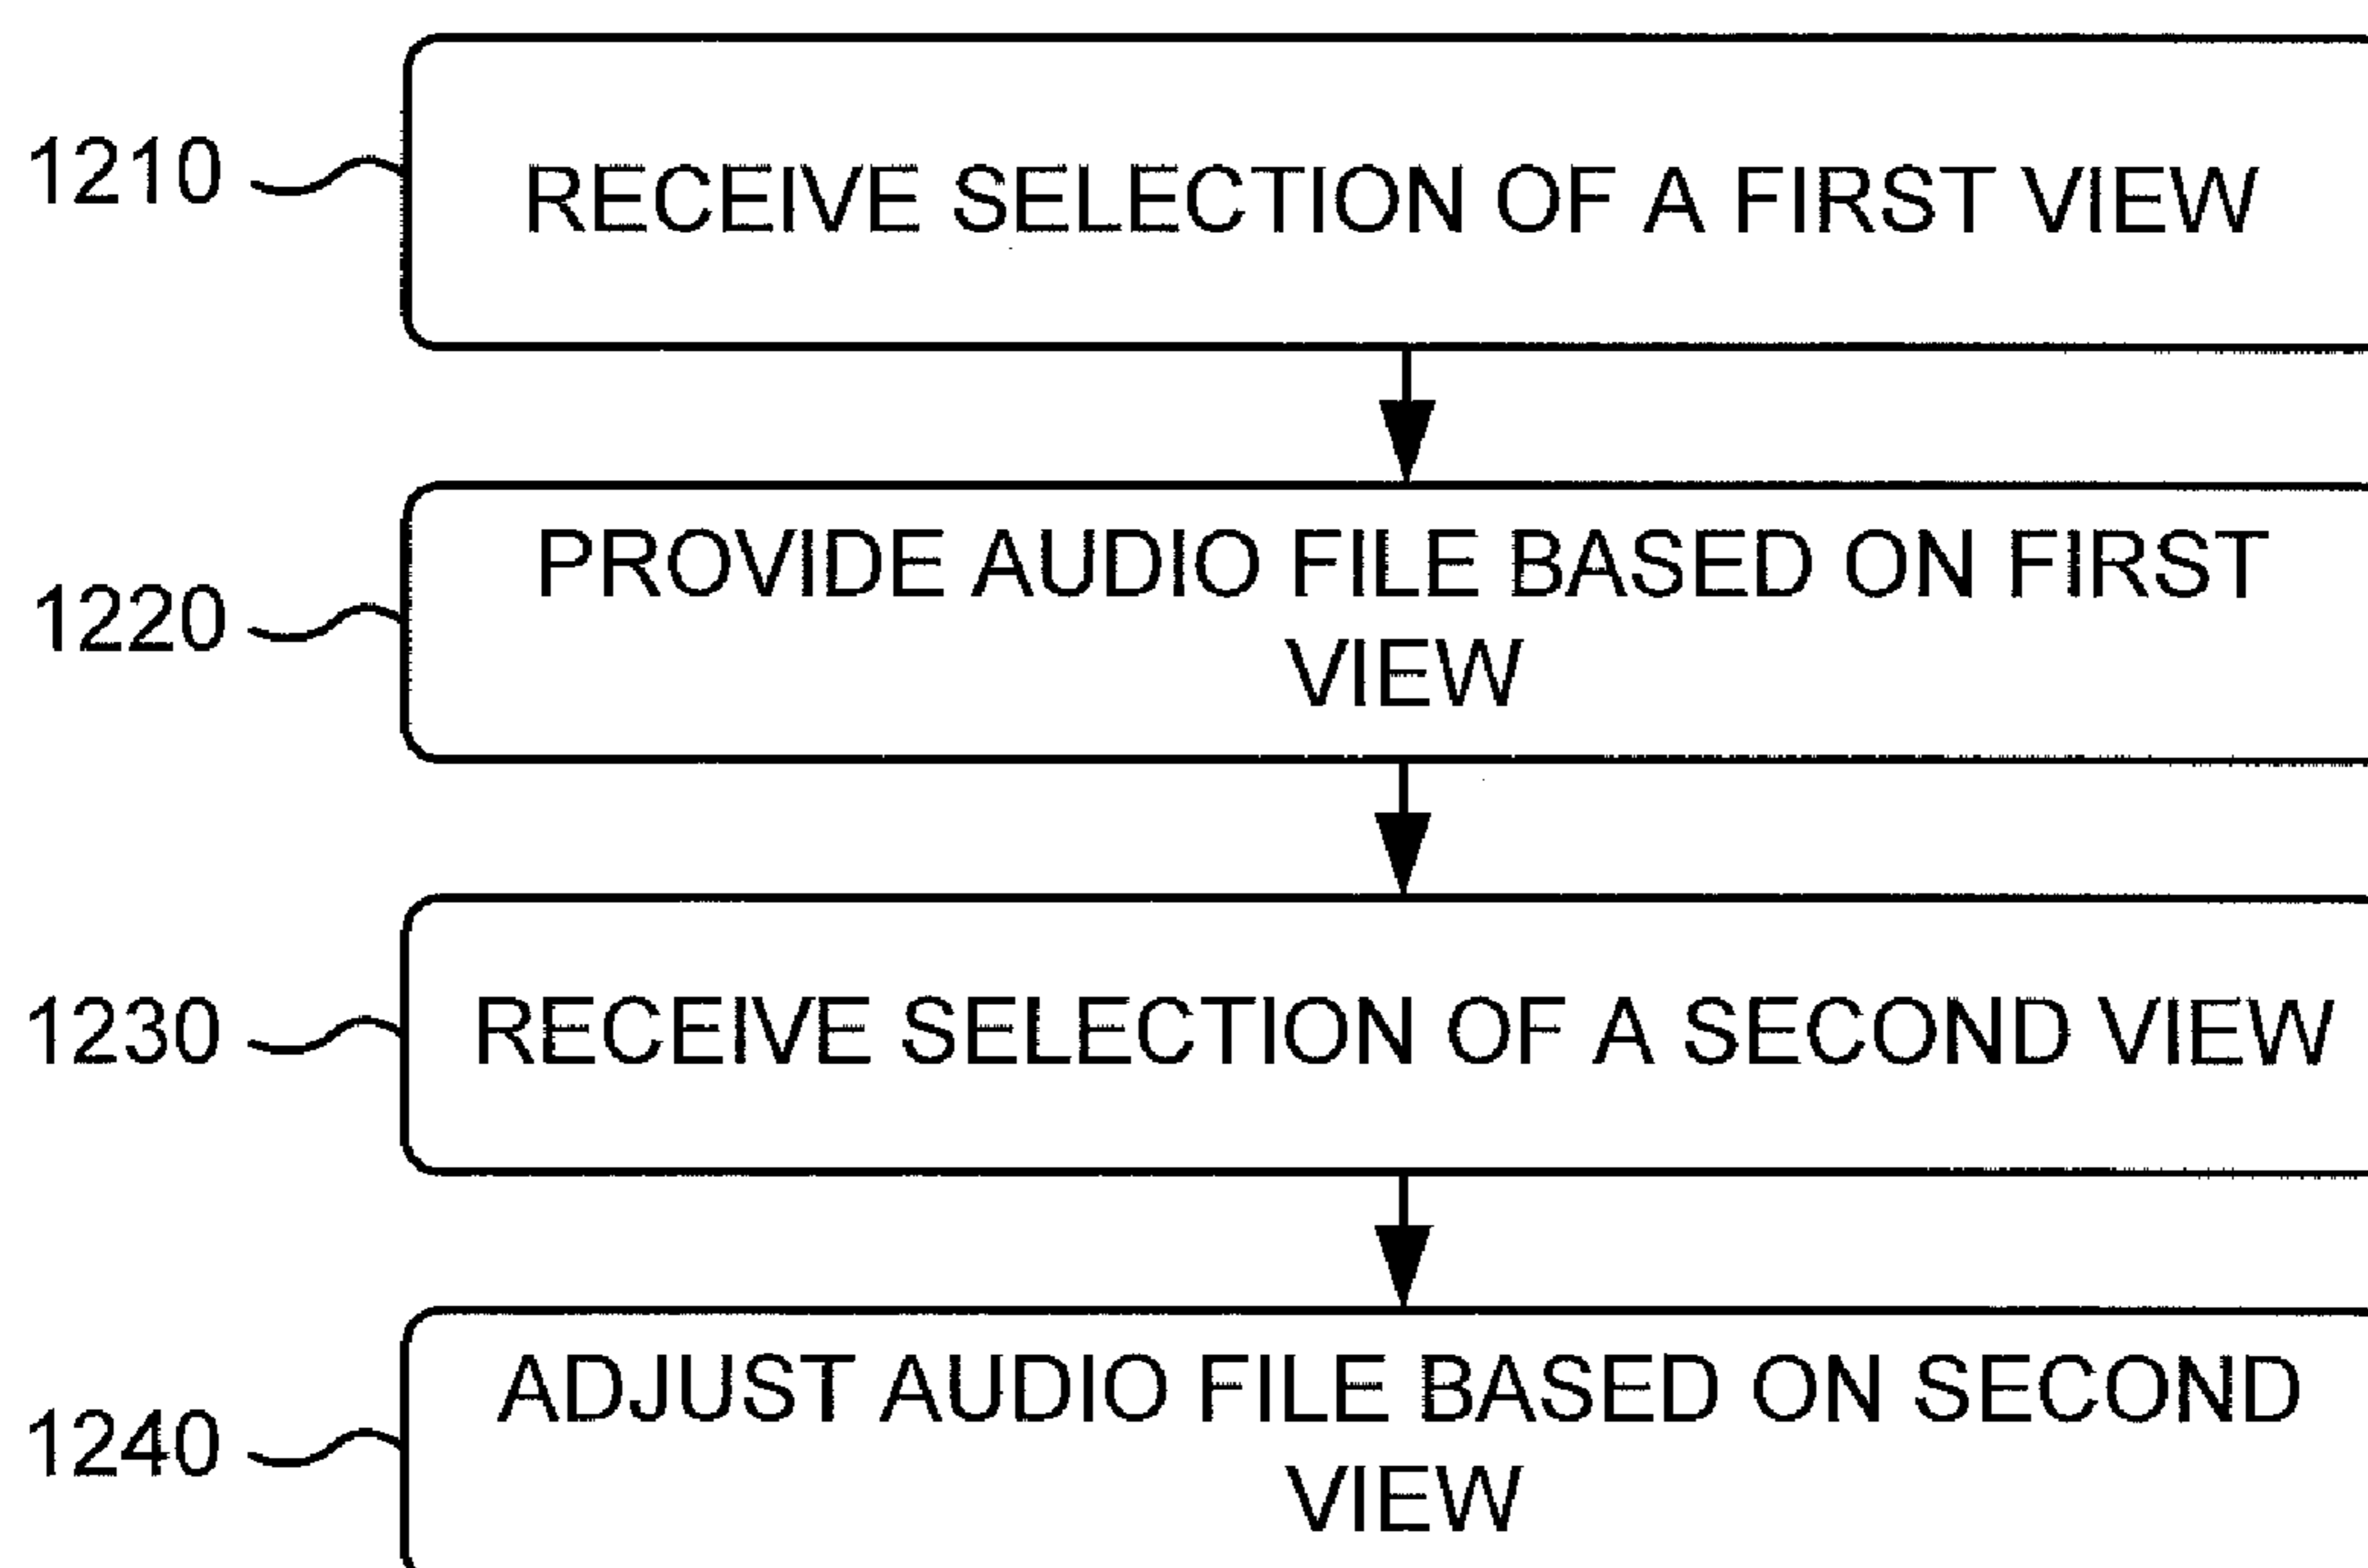 1210
RECEIVE SELECTION OF A FIRST VIEW
1220
PROVIDE AUDIO FILE BASED ON FIRST
VIEW
1230
RECEIVE SELECTION OF A SECOND VIEW
1240
ADJUST AUDIO FILE BASED ON SECOND
VIEW